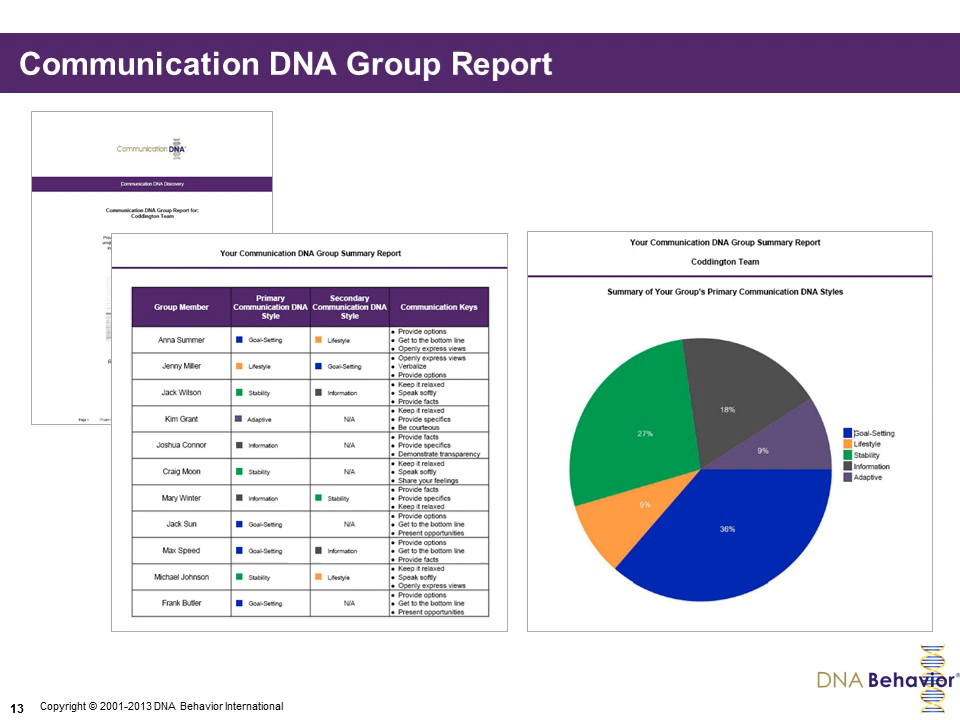 Communication DNA Group Report
Communication DNA
Communication DNA Discovery
Communication DNA Group Report for:
Coddington Team
Page 1
Your Communication DNA Group Summary Report
Group Member
Primary Communication DNA Style
Secondary Communication DNA Style
Communication Keys
Anna Summer
Goal-Setting
Lifestyle
• Provide options
• Get to the bottom line
• Openly express views
Jenny Miller
Lifestyle
Goal-Setting
• Openly express views
• Verbalize
• Provide options
Jack Wilson
Stability
Information
• Keep it relaxed
• Speak softly
• Provide facts
Kim Grant
Adaptive
N/A
• Keep it relaxed
• Provide specifics
• Be courteous
Joshua Connor
Information
N/A
• Provide facts
• Provide specifics
• Demonstrate transparency
Craig Moon
Stability
N/A
• Keep it relaxed
• Speak softly
• Share your feelings
Mary Winter
Information
Stability
• Provide facts
• Provide specifics
• Keep it relaxed
Jack Sun
Goal-Setting
N/A
• Provide options
• Get to the bottom line
• Present opportunities
Max Speed
Goal-Setting
Information
• Provide options
• Get to the bottom line
• Provide facts
Michael Johnson
Stability
Lifestyle
• Keep it relaxed
• Speak softly
• Openly express views
Frank Butler
Goal-Setting
N/A
• Provide options
• Get to the bottom line
• Present opportunities
Your Communication DNA Group Summary Report
Coddington Team
Summary of Your Group's Primary Communication DNA Styles
18%
27%
9%
9%
36%
Goal-Setting
Lifestyle
Stability
Information
Adaptive
DNA Behavior®
13
Copyright © 2001-2013 DNA Behavior International